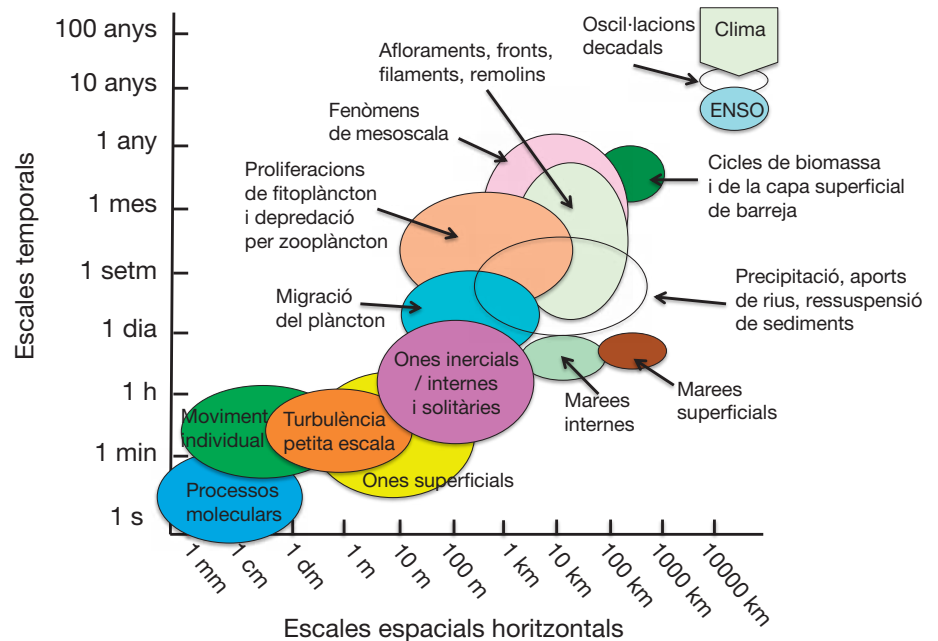 100 anys
10 anys
1 any
1 mes
1 setm
1 dia
1 h
1 min
1 s
Escales temporals
Oscil·lacions
decadals
Clima
ENSO
Afloraments, fronts,
filaments, remolins
Fenòmens
de mesoscala
Cicles de biomassa
i de la capa superficial
de barreja
Proliferacions
de fitoplàncton
i depredació
per zooplàncton
Precipitació, aports
de rius, ressuspensió
de sediments
Migració
del plàncton
Ones inercials
/ internes
i solitàries
Marees
internes
Marees
superficials
Moviment
individual
Turbulència
petita escala
Ones superficials
Processos
moleculars
1 mm
1 cm
1 dm
1 m
10 m
100 m
1 km
10 km
100 km
1000 km
10000 km
Escales espacials horitzontals